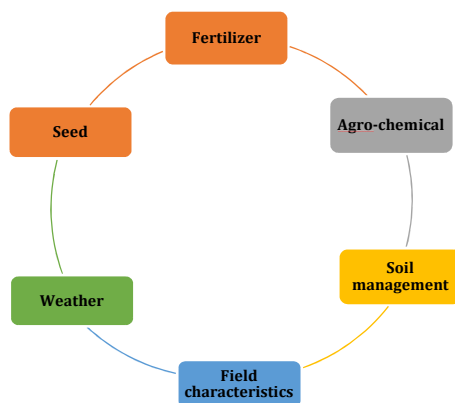 Fertilizer
Agro-chemical
Soil
management
Field
characteristics
Weather
Seed